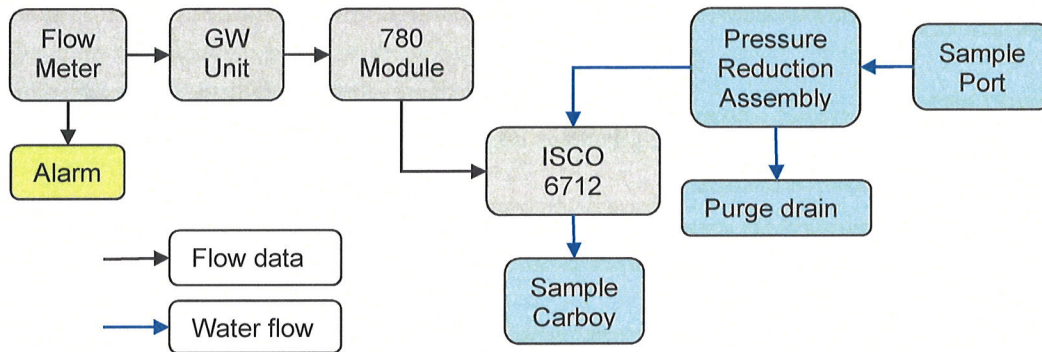 Flow
Meter
GW
Unit
780
Module
Pressure
Reduction
Assembly
Sample
Port
Alarm
ISCO
6712
Purge drain
Flow data
Sample
Carboy
Water flow